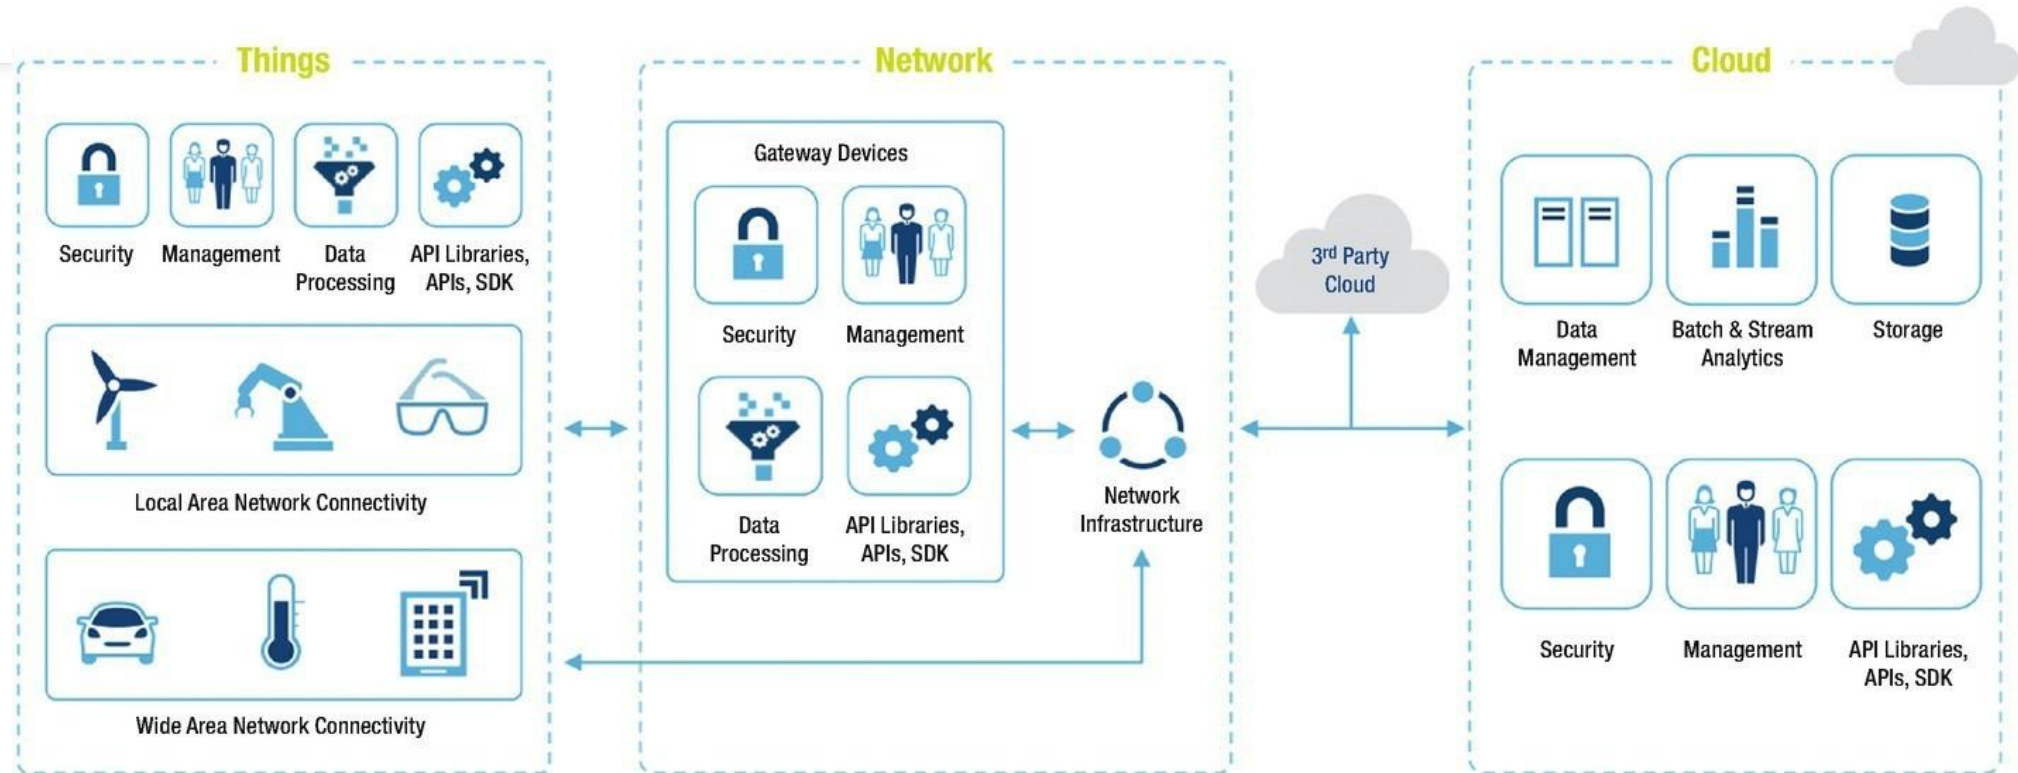 Things
Security
Management
Data
Processing
API Libraries,
APIs, SDK
Local Area Network Connectivity
Wide Area Network Connectivity
Network
Gateway Devices
Security
Management
Data
Processing
API Libraries,
APIs, SDK
Network
Infrastructure
3rd Party
Cloud
Cloud
Data
Management
Batch & Stream
Analytics
Storage
Security
Management
API Libraries,
APIs, SDK